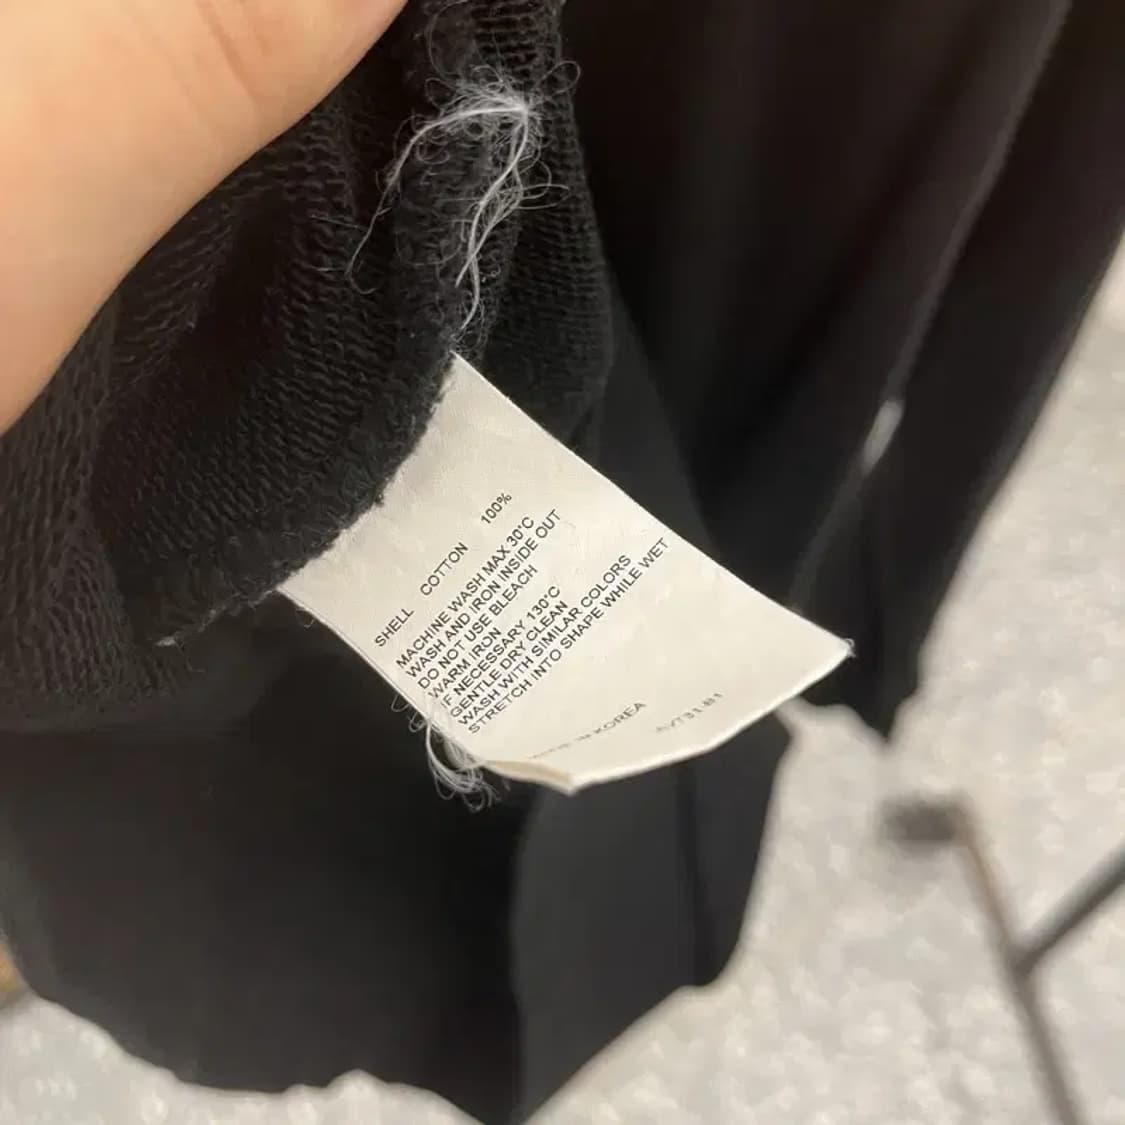 SHELL COTTON 100%
MACHINE WASH MAX 30°C
WASH AND IRON INSIDE OUT
DO NOT USE BLEACH
WARM IRON
IF NECESSARY 130°C
GENTLE DRY CLEAN
WASH WITH SIMILAR COLORS
STRETCH INTO SHAPE WHILE WET
KOREA